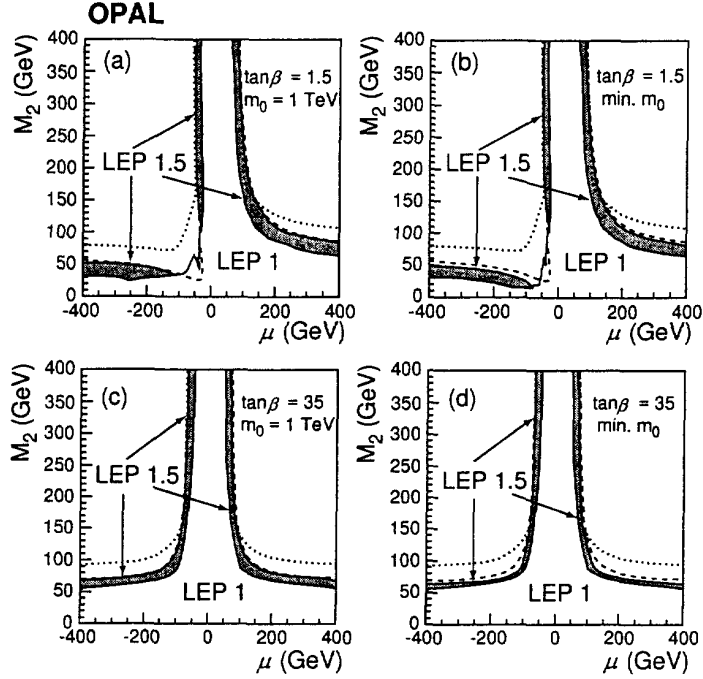 OPAL
M₂ (GeV)
400
350
300
250
200
150
100
50
0
(a)
tanβ = 1.5
m₀ = 1 TeV
LEP 1.5
LEP 1
-400 -200 0 200 400
μ (GeV)
M₂ (GeV)
400
350
300
250
200
150
100
50
0
(b)
tanβ = 1.5
min. m₀
LEP 1.5
LEP 1
-400 -200 0 200 400
μ (GeV)
M₂ (GeV)
400
350
300
250
200
150
100
50
0
(c)
tanβ = 35
m₀ = 1 TeV
LEP 1.5
LEP 1
-400 -200 0 200 400
μ (GeV)
M₂ (GeV)
400
350
300
250
200
150
100
50
0
(d)
tanβ = 35
min. m₀
LEP 1.5
LEP 1
-400 -200 0 200 400
μ (GeV)